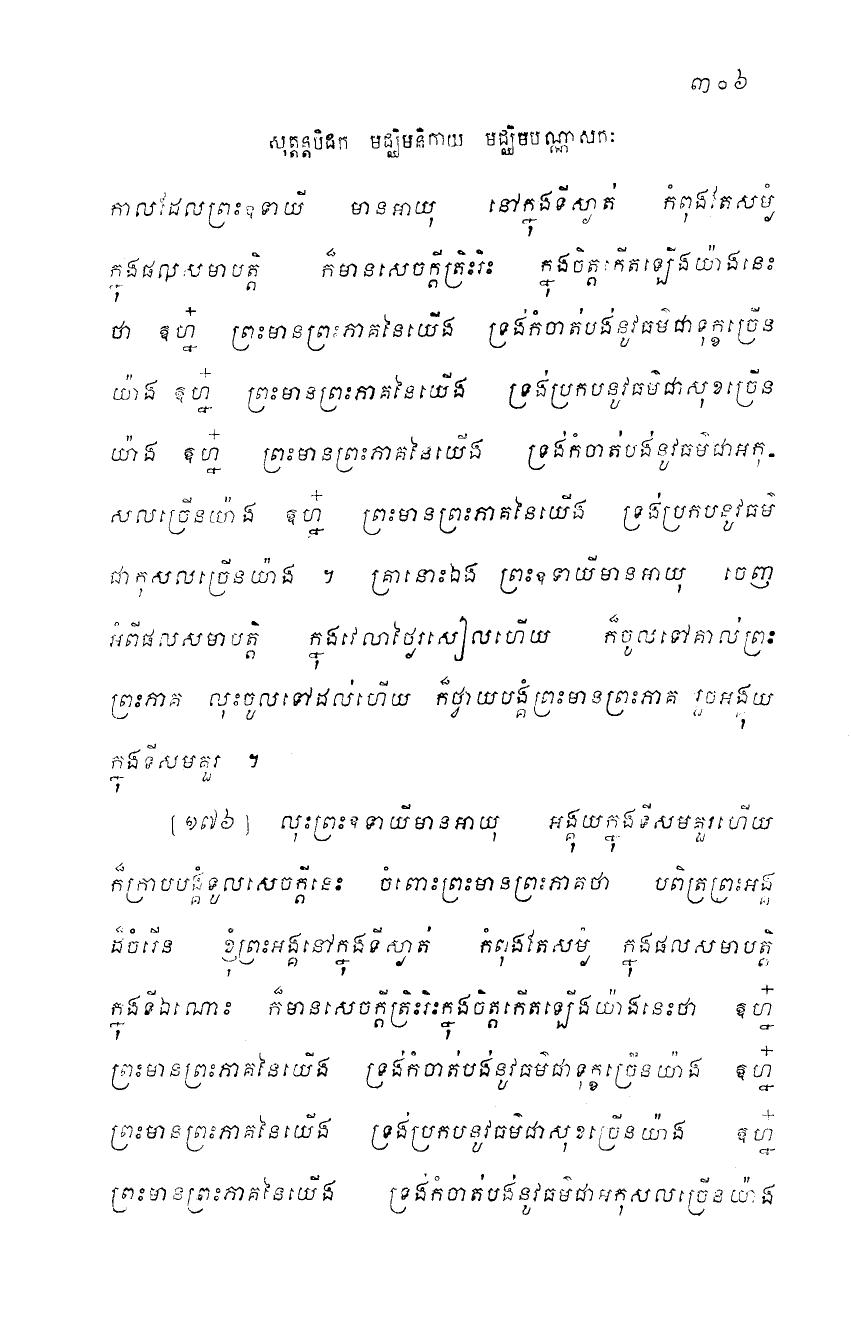 ៣០៦
សុត្តន្តបិដក មជ្ឈិមនិកាយ មជ្ឈិមបណ្ណាសកៈ
កាលដែលព្រះឧទាយី មានអាយុ នៅក្នុងទីស្ងាត់ កំពុងតែសម្ងំ
ក្នុងផលសមាបត្តិ ក៏មានសេចក្តីត្រិះរិះ ក្នុងចិត្តកើតឡើងយ៉ាងនេះ
ថា ឧហ្ន៎ ព្រះមានព្រះភាគនៃយើង ទ្រង់កំចាត់បង់នូវធម៌ជាទុក្ខច្រើន
យ៉ាង ឧហ្ន៎ ព្រះមានព្រះភាគនៃយើង ទ្រង់ប្រកបនូវធម៌ជាសុខច្រើន
យ៉ាង ឧហ្ន៎ ព្រះមានព្រះភាគនៃយើង ទ្រង់កំចាត់បង់នូវធម៌ជាអកុ-
សលច្រើនយ៉ាង ឧហ្ន៎ ព្រះមានព្រះភាគនៃយើង ទ្រង់ប្រកបនូវធម៌
ជាកុសលច្រើនយ៉ាង ។ គ្រានោះឯង ព្រះឧទាយីមានអាយុ ចេញ
អំពីផលសមាបត្តិ ក្នុងវេលាថ្ងៃរសៀលហើយ ក៏ចូលទៅគាល់ព្រះ
ព្រះភាគ លុះចូលទៅដល់ហើយ ក៏ថ្វាយបង្គំព្រះមានព្រះភាគ រួចអង្គុយ
ក្នុងទីសមគួរ ។
[១៧៦] លុះព្រះឧទាយីមានអាយុ អង្គុយក្នុងទីសមគួរហើយ
ក៏ក្រាបបង្គំទូលសេចក្តីនេះ ចំពោះព្រះមានព្រះភាគថា បពិត្រព្រះអង្គ
ដ៏ចំរើន ខ្ញុំព្រះអង្គនៅក្នុងទីស្ងាត់ កំពុងតែសម្ងំ ក្នុងផលសមាបត្តិ
ក្នុងទីឯណោះ ក៏មានសេចក្តីត្រិះរិះក្នុងចិត្តកើតឡើងយ៉ាងនេះថា ឧហ្ន៎
ព្រះមានព្រះភាគនៃយើង ទ្រង់កំចាត់បង់នូវធម៌ជាទុក្ខច្រើនយ៉ាង ឧហ្ន៎
ព្រះមានព្រះភាគនៃយើង ទ្រង់ប្រកបនូវធម៌ជាសុខច្រើនយ៉ាង ឧហ្ន៎
ព្រះមានព្រះភាគនៃយើង ទ្រង់កំចាត់បង់នូវធម៌ជាអកុសលច្រើនយ៉ាង